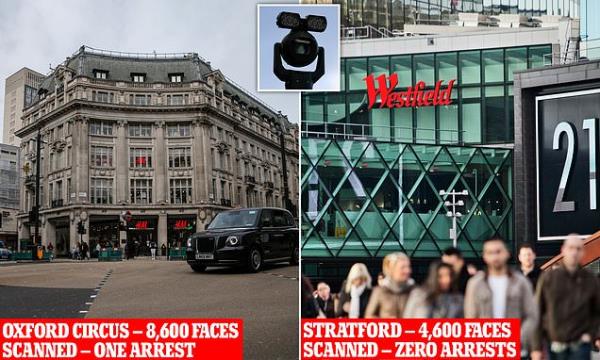 Westfield
21
H&M
OXFORD CIRCUS – 8,600 FACES
SCANNED – ONE ARREST
STRATFORD – 4,600 FACES
SCANNED – ZERO ARRESTS